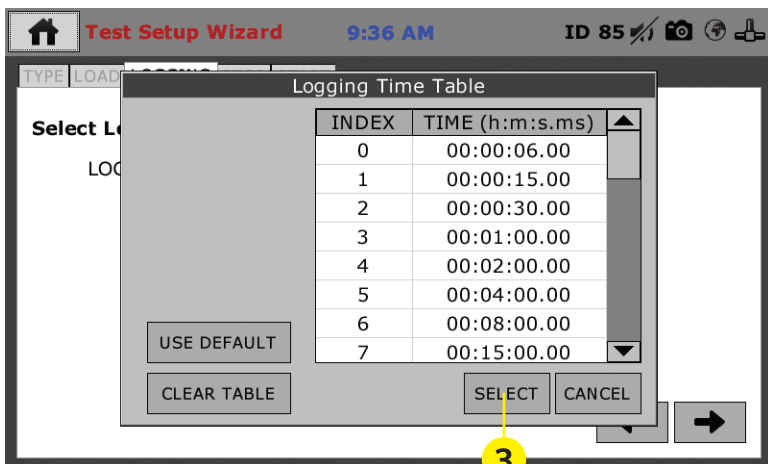 Test Setup Wizard 9:36 AM ID 85
TYPE LOAD
Logging Time Table
Select
INDEX TIME (h:m:s.ms)
0 00:00:06.00
1 00:00:15.00
2 00:00:30.00
3 00:01:00.00
4 00:02:00.00
5 00:04:00.00
6 00:08:00.00
7 00:15:00.00
USE DEFAULT
CLEAR TABLE SELECT CANCEL
3